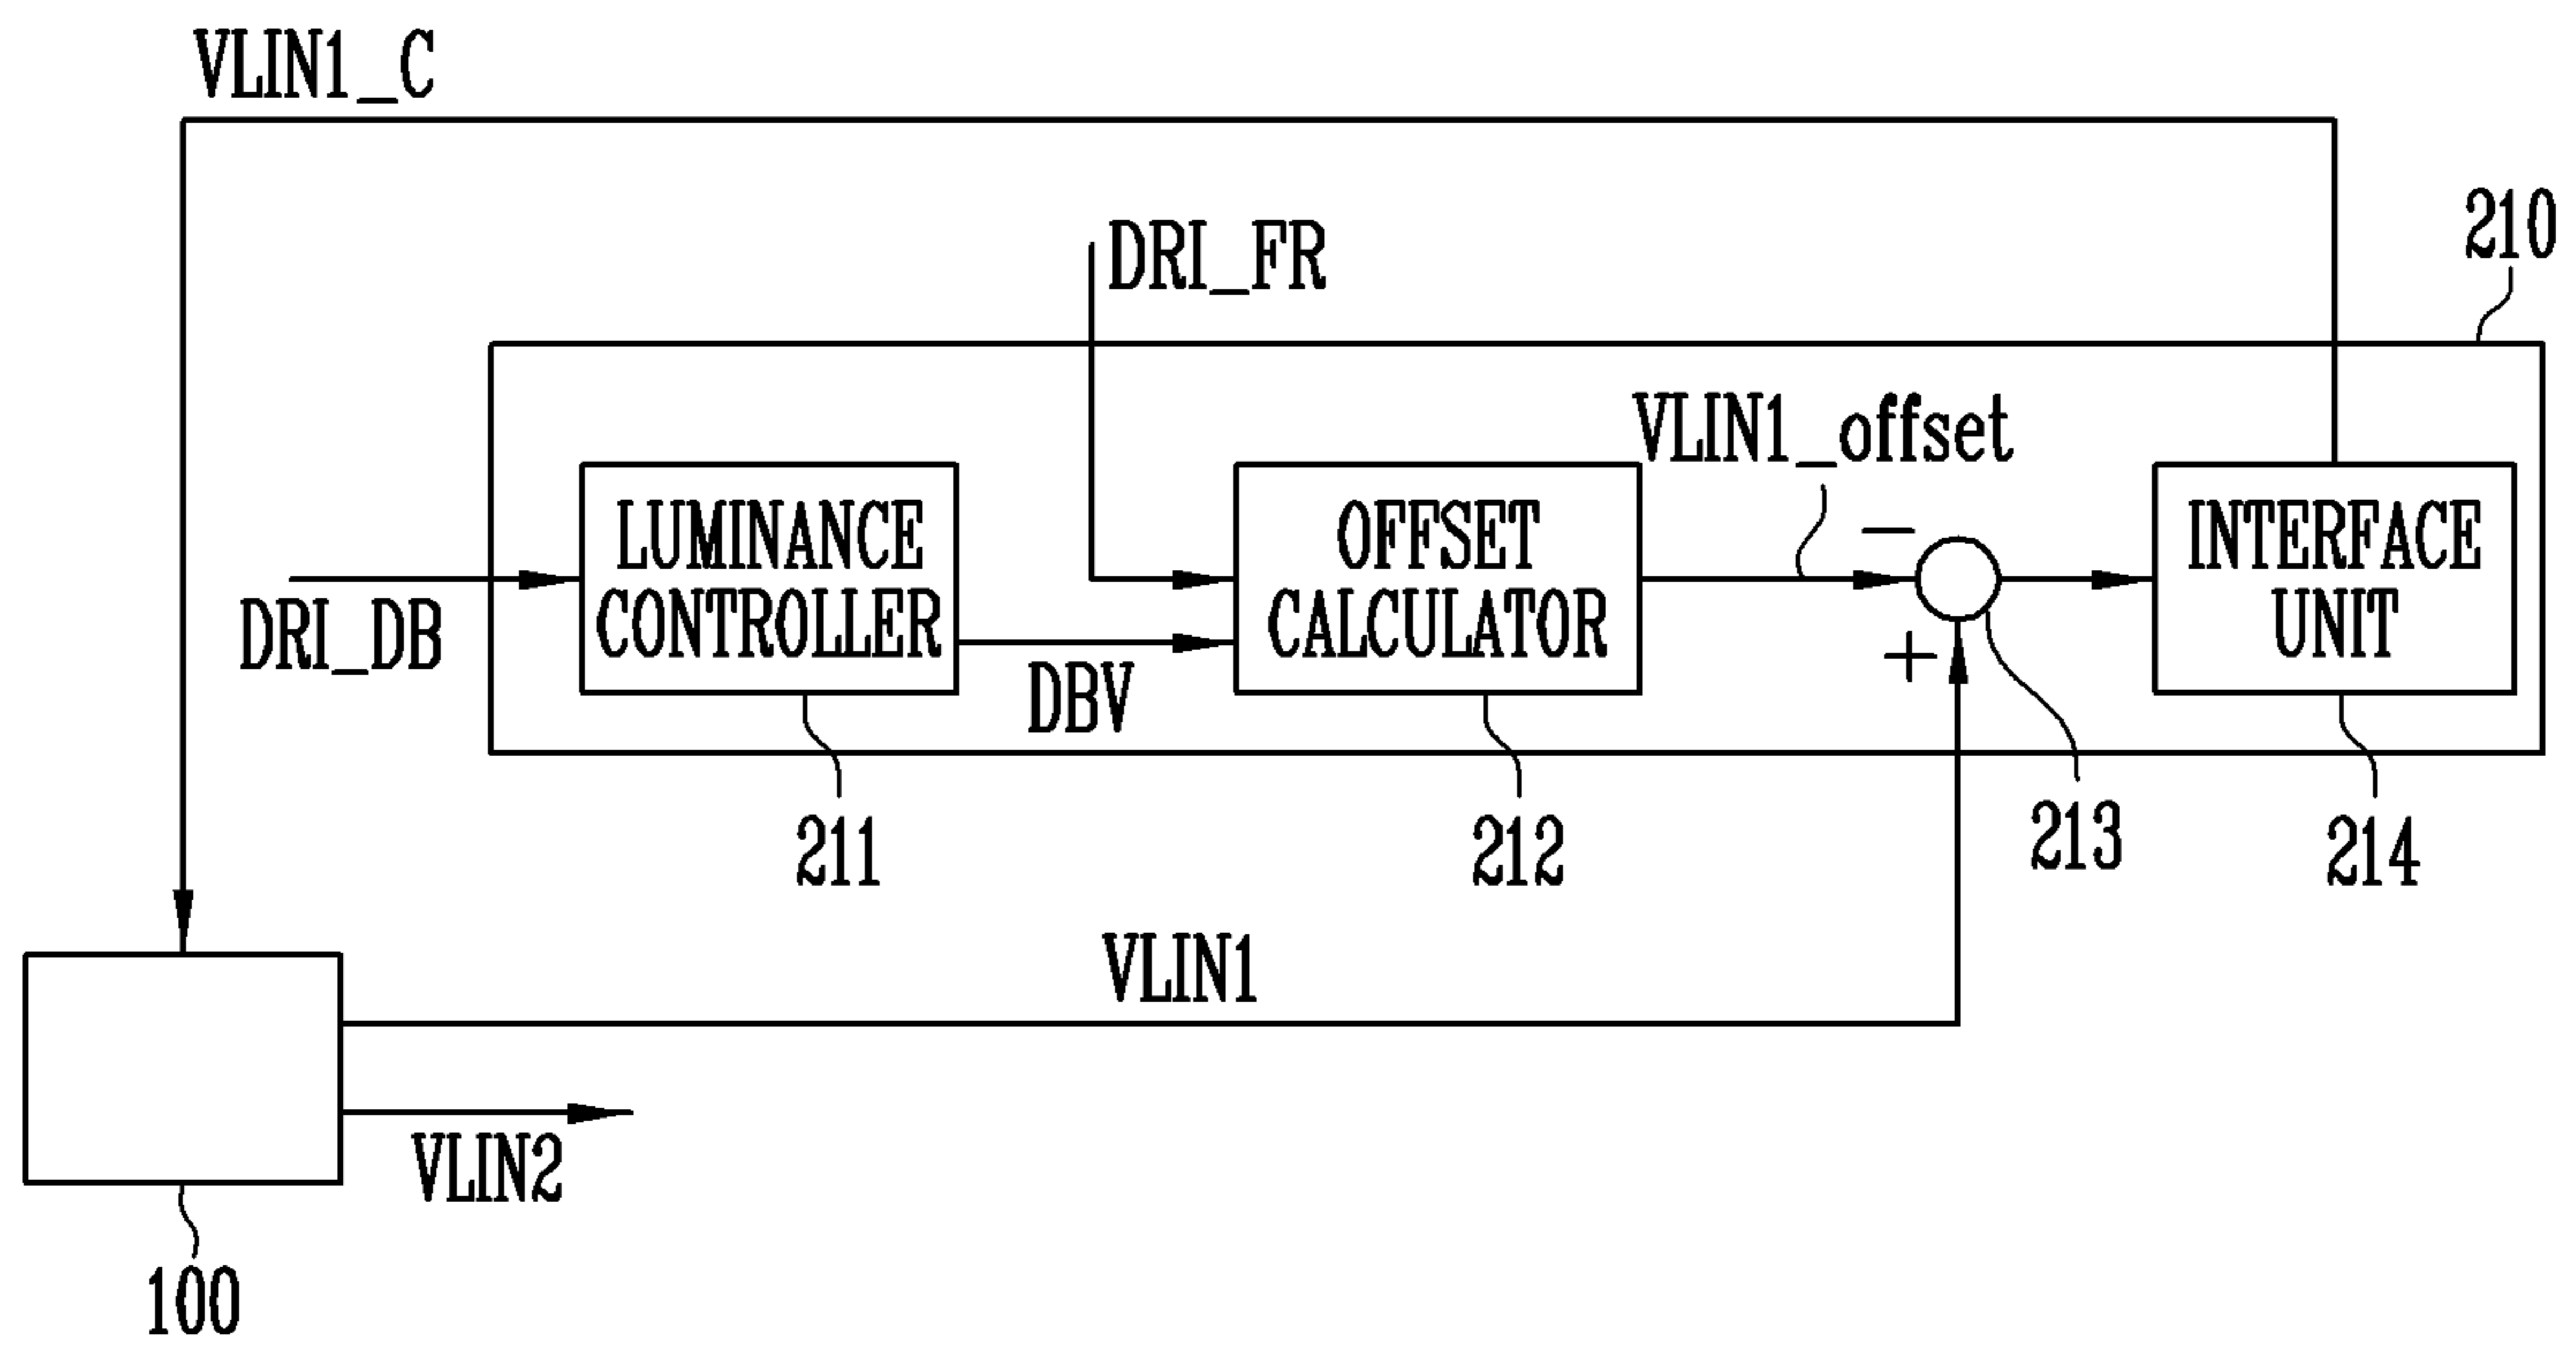 VLIN1_C
210
DRI_FR
VLIN1_offset
LUMINANCE
CONTROLLER
OFFSET
CALCULATOR
−
INTERFACE
UNIT
DRI_DB
+
DBV
211
212
213
214
VLIN1
VLIN2
100